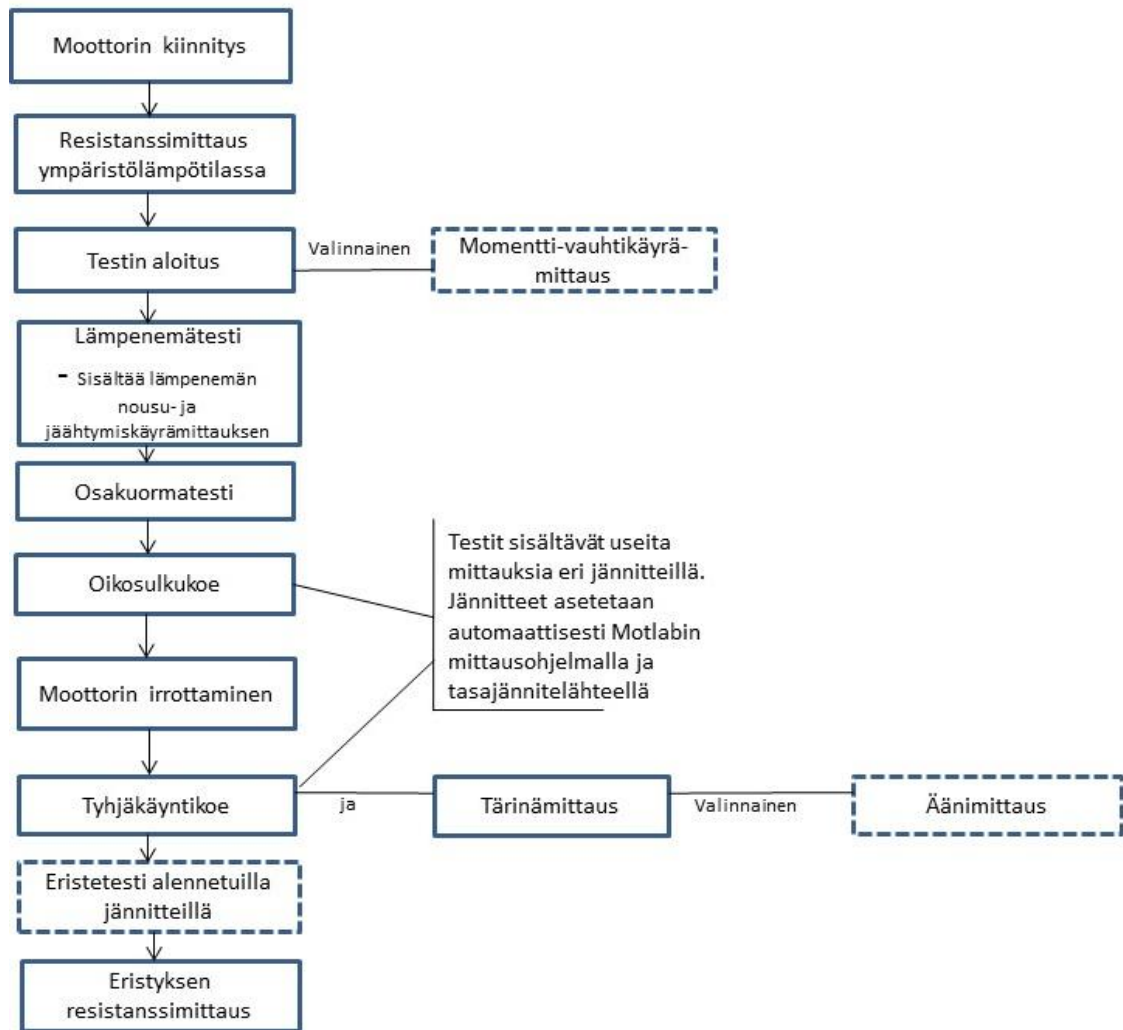 Moottorin kiinnitys
Resistanssimittaus
ympäristölämpötilassa
Testin aloitus
Valinnainen
Momentti-vauhtikäyrä-
mittaus
Lämpenemätesti
- Sisältää lämpenemän
nousu- ja
jäähtymiskäyrämittauksen
Osakuormatesti
Oikosulkukoe
Testit sisältävät useita
mittauksia eri jännitteillä.
Jännitteet asetetaan
automaattisesti Motlabin
mittausohjelmalla ja
tasajännitelähteellä
Moottorin irrottaminen
Tyhjäkäyntikoe
ja
Tärinämittaus
Valinnainen
Äänimittaus
Eristetesti alennetuilla
jännitteillä
Eristyksen
resistanssimittaus